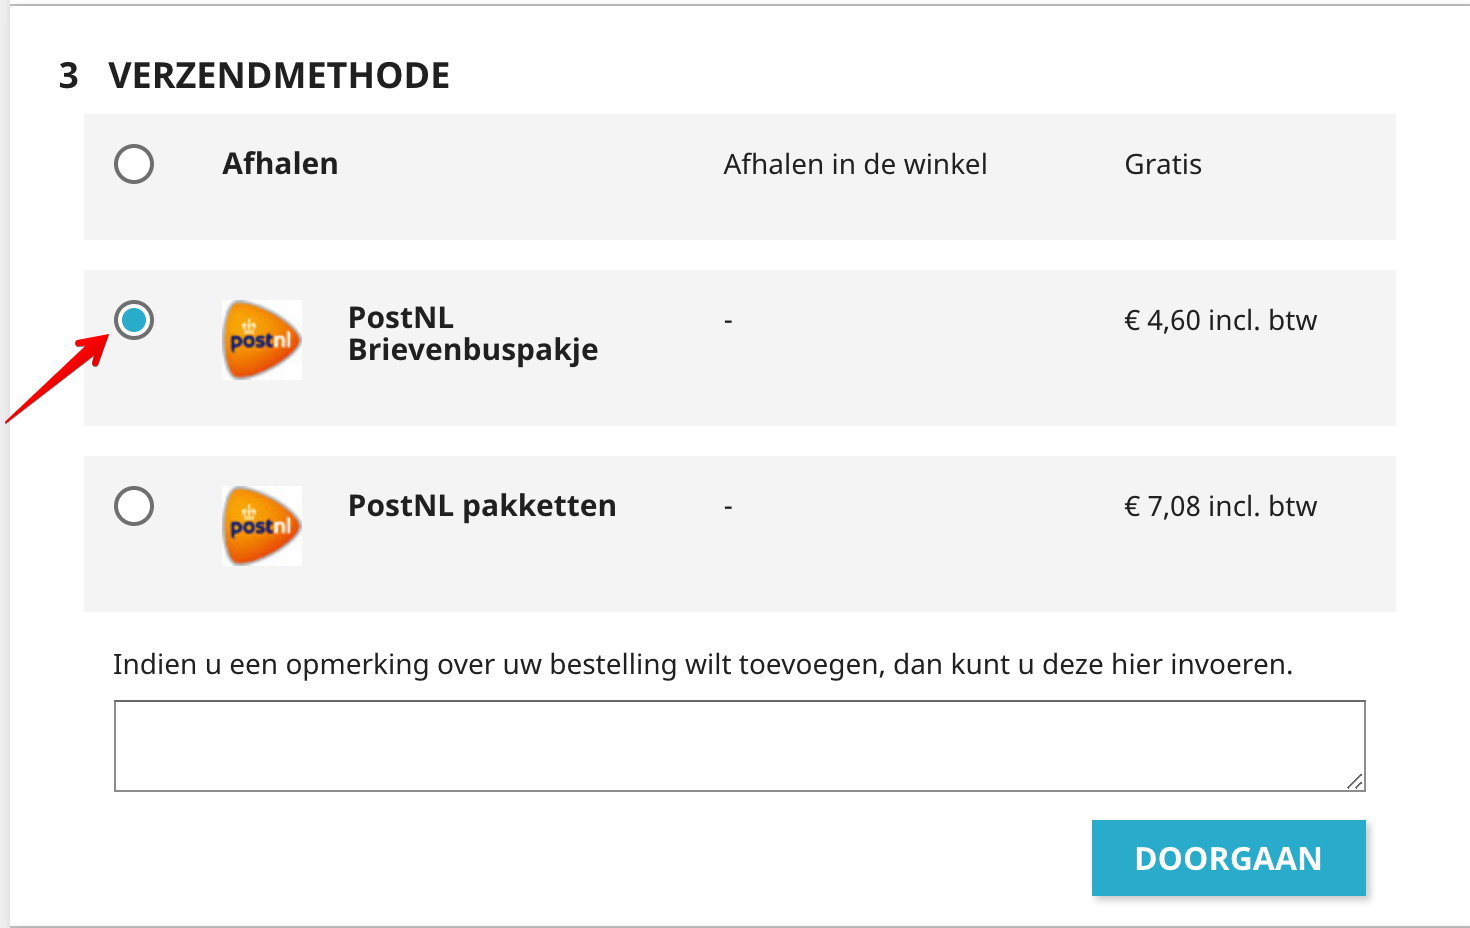 3 VERZENDMETHODE
Afhalen Afhalen in de winkel Gratis
postnl PostNL - € 4,60 incl. btw
Brievenbuspakje
postnl PostNL pakketten - € 7,08 incl. btw
Indien u een opmerking over uw bestelling wilt toevoegen, dan kunt u deze hier invoeren.
DOORGAAN